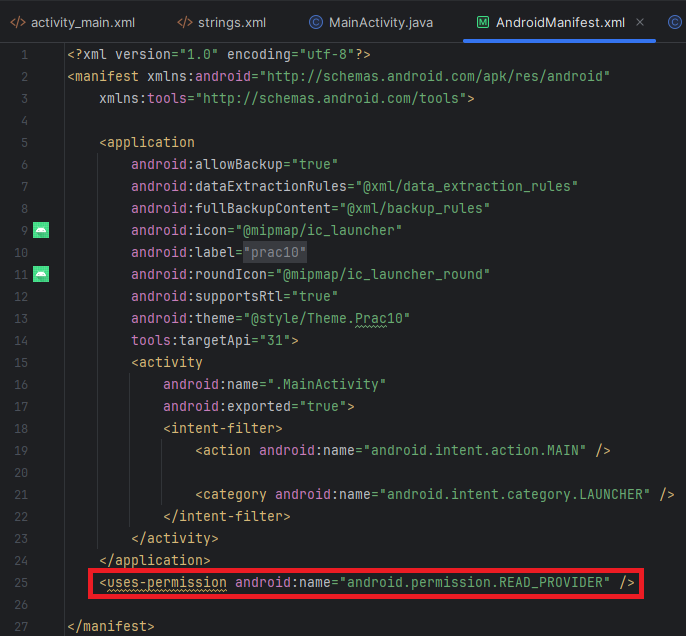 activity_main.xml strings.xml MainActivity.java AndroidManifest.xml
1 <?xml version="1.0" encoding="utf-8"?>
2 <manifest xmlns:android="http://schemas.android.com/apk/res/android"
3 xmlns:tools="http://schemas.android.com/tools">
4
5 <application
6 android:allowBackup="true"
7 android:dataExtractionRules="@xml/data_extraction_rules"
8 android:fullBackupContent="@xml/backup_rules"
9 android:icon="@mipmap/ic_launcher"
10 android:label="prac10"
11 android:roundIcon="@mipmap/ic_launcher_round"
12 android:supportsRtl="true"
13 android:theme="@style/Theme.Prac10"
14 tools:targetApi="31">
15 <activity
16 android:name=".MainActivity"
17 android:exported="true">
18 <intent-filter>
19 <action android:name="android.intent.action.MAIN" />
20
21 <category android:name="android.intent.category.LAUNCHER" />
22 </intent-filter>
23 </activity>
24 </application>
25 <uses-permission android:name="android.permission.READ_PROVIDER" />
26
27 </manifest>